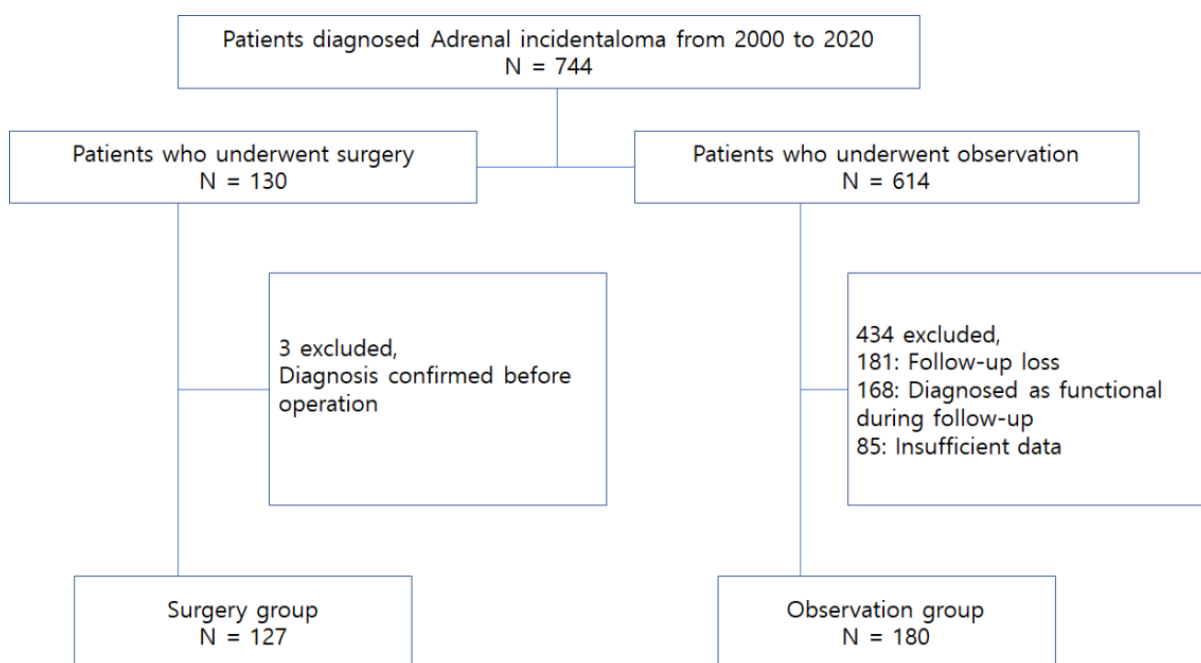 Patients diagnosed Adrenal incidentaloma from 2000 to 2020
N = 744
Patients who underwent surgery
N = 130
Patients who underwent observation
N = 614
3 excluded,
Diagnosis confirmed before
operation
434 excluded,
181: Follow-up loss
168: Diagnosed as functional
during follow-up
85: Insufficient data
Surgery group
N = 127
Observation group
N = 180